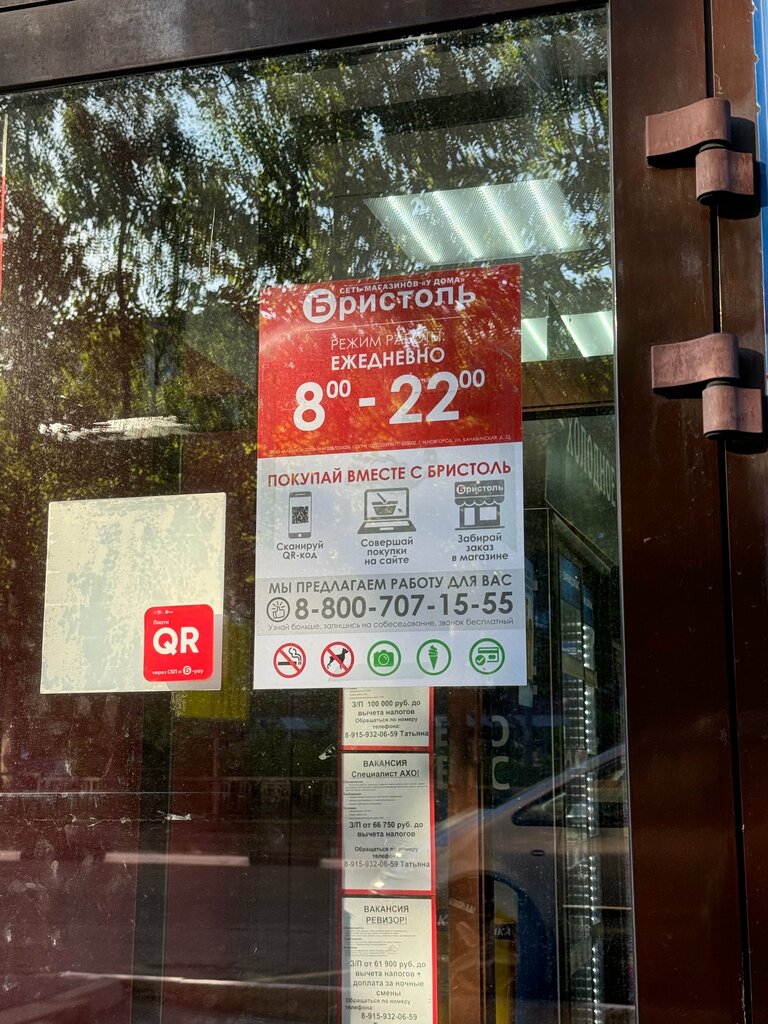 СЕТЬ МАГАЗИНОВ «У ДОМА»
Бристоль
РЕЖИМ РАБОТЫ:
ЕЖЕДНЕВНО
8⁰⁰ - 22⁰⁰
ПОКУПАЙ ВМЕСТЕ С БРИСТОЛЬ
Бристоль
Сканируй
QR-код
Совершай
покупки
на сайте
Забирай
заказ
в магазине
МЫ ПРЕДЛАГАЕМ РАБОТУ ДЛЯ ВАС
8-800-707-15-55
Узнай больше, запишись на собеседование, звонок бесплатный
Плати
QR
через СБП и Б-pay
З/П 100 000 руб. до
вычета налогов
Обращаться по номеру
телефона:
8-915-932-06-59 Татьяна
ВАКАНСИЯ
Специалист АХО!
З/П от 66 750 руб. до
вычета налогов
Обращаться по номеру
телефона:
8-915-932-06-59 Татьяна
ВАКАНСИЯ
РЕВИЗОР!
З/П от 61 900 руб. до
вычета налогов +
доплата за ночные
смены
Обращаться по номеру
телефона:
8-915-932-06-59
Татьяна